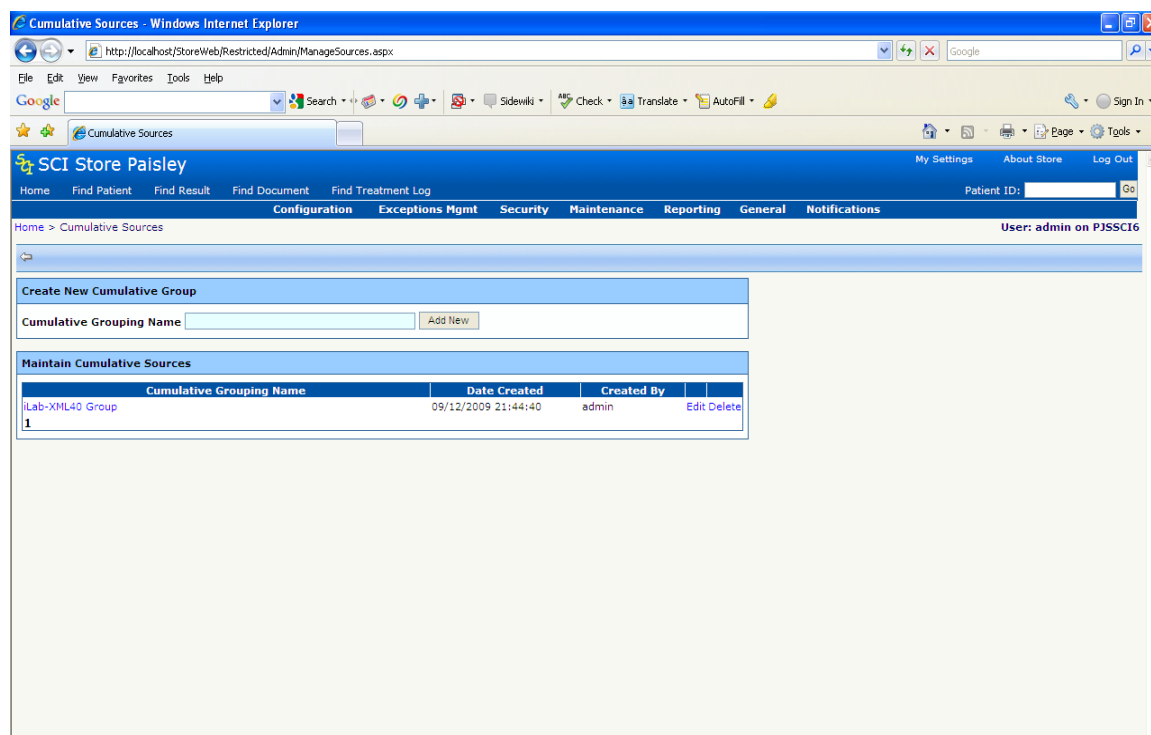 Cumulative Sources - Windows Internet Explorer
http://localhost/StoreWeb/Restricted/Admin/ManageSources.aspx
Google
File Edit View Favorites Tools Help
Google Search Sidewiki ABC Check Translate AutoFill Sign In
Cumulative Sources Page Tools
SCI Store Paisley My Settings About Store Log Out
Home Find Patient Find Result Find Document Find Treatment Log Patient ID: Go
Configuration Exceptions Mgmt Security Maintenance Reporting General Notifications
Home > Cumulative Sources User: admin on PJSSCI6
Create New Cumulative Group
Cumulative Grouping Name Add New
Maintain Cumulative Sources
Cumulative Grouping Name Date Created Created By
iLab-XML40 Group 09/12/2009 21:44:40 admin Edit Delete
1